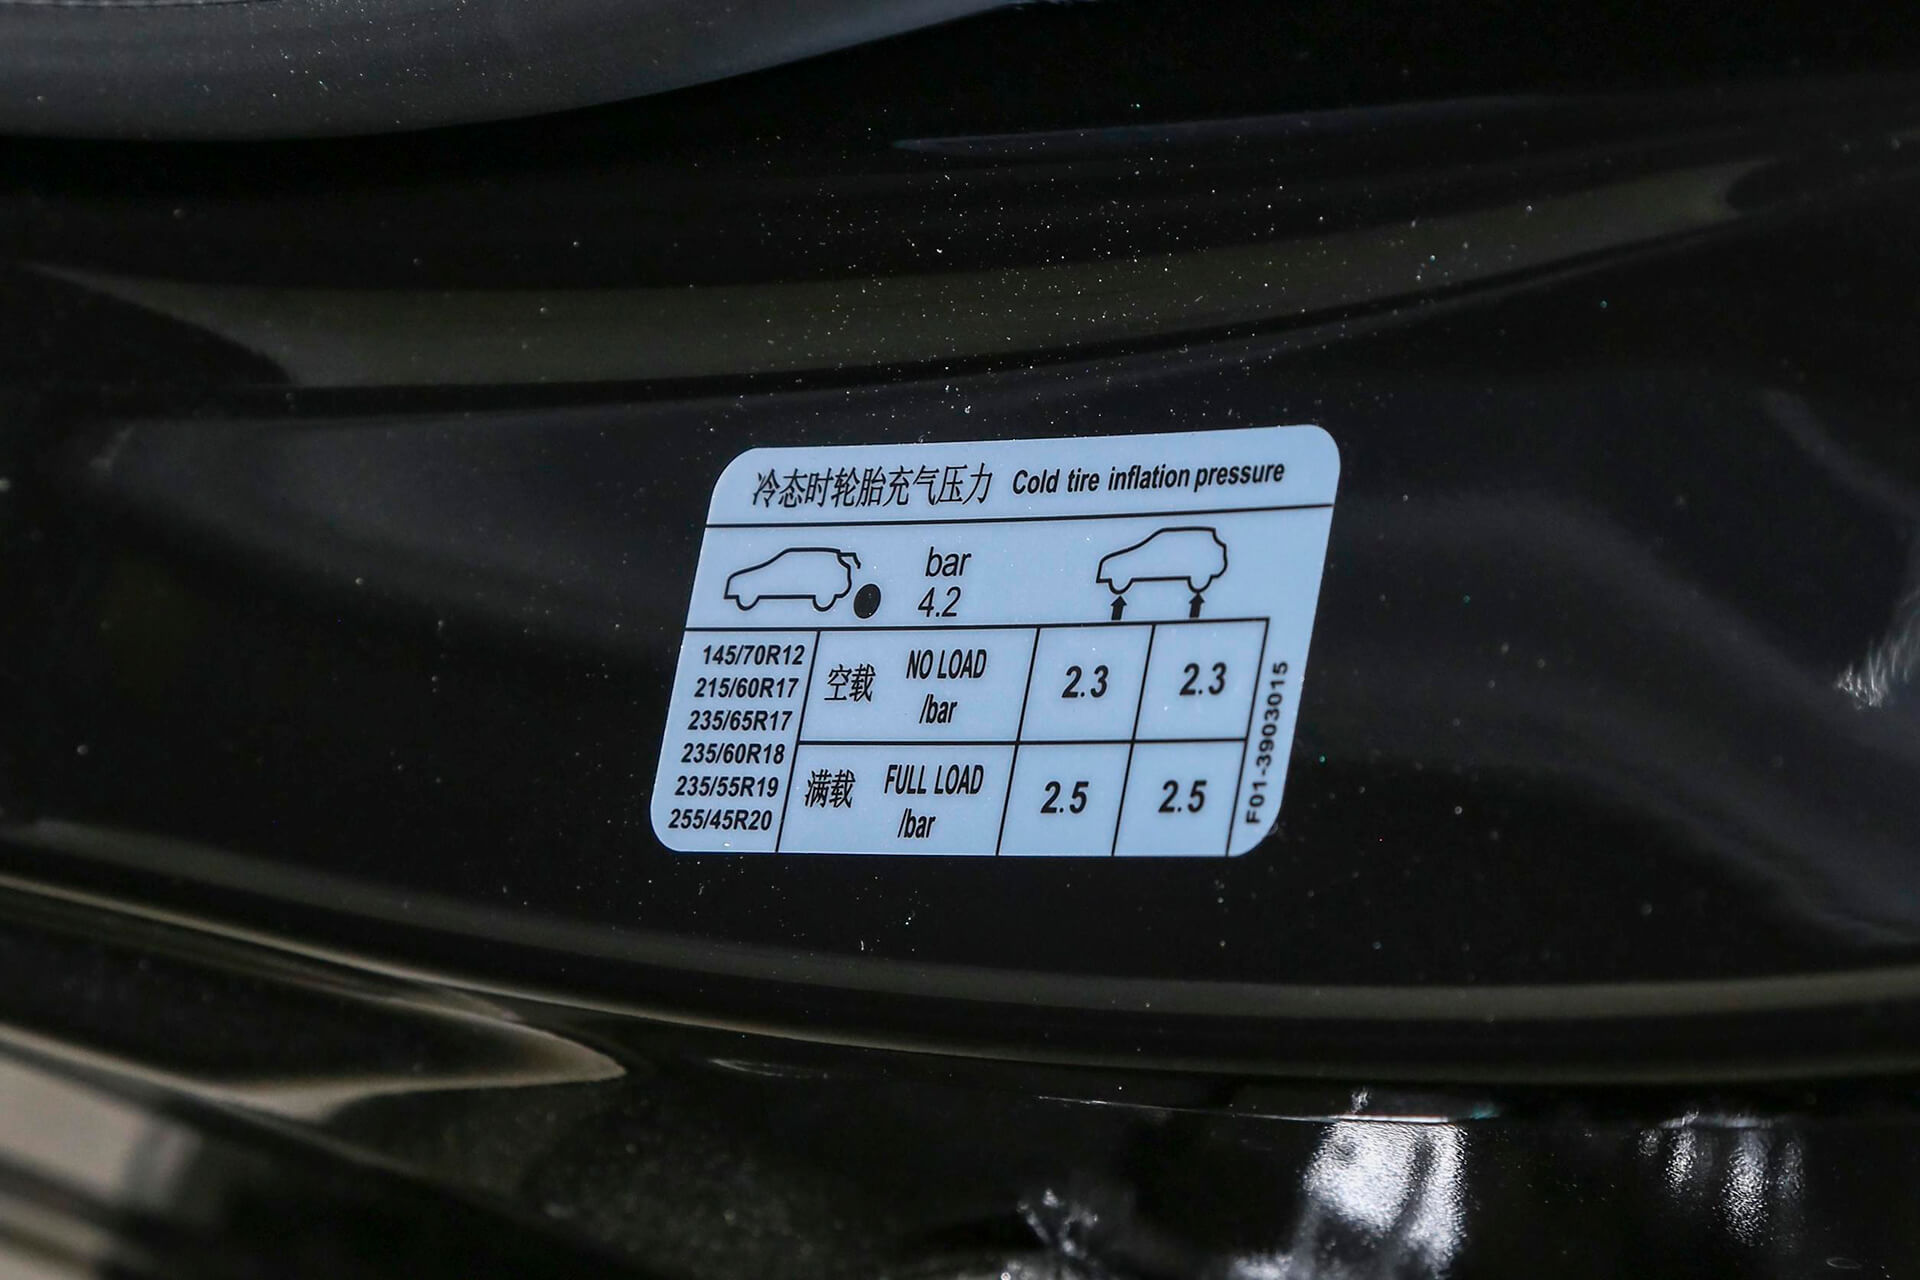 冷态时轮胎充气压力 Cold tire inflation pressure
bar
4.2
145/70R12
215/60R17
235/65R17
235/60R18
235/55R19
255/45R20
空载 NO LOAD
/bar
2.3 2.3
满载 FULL LOAD
/bar
2.5 2.5
F01-3903015